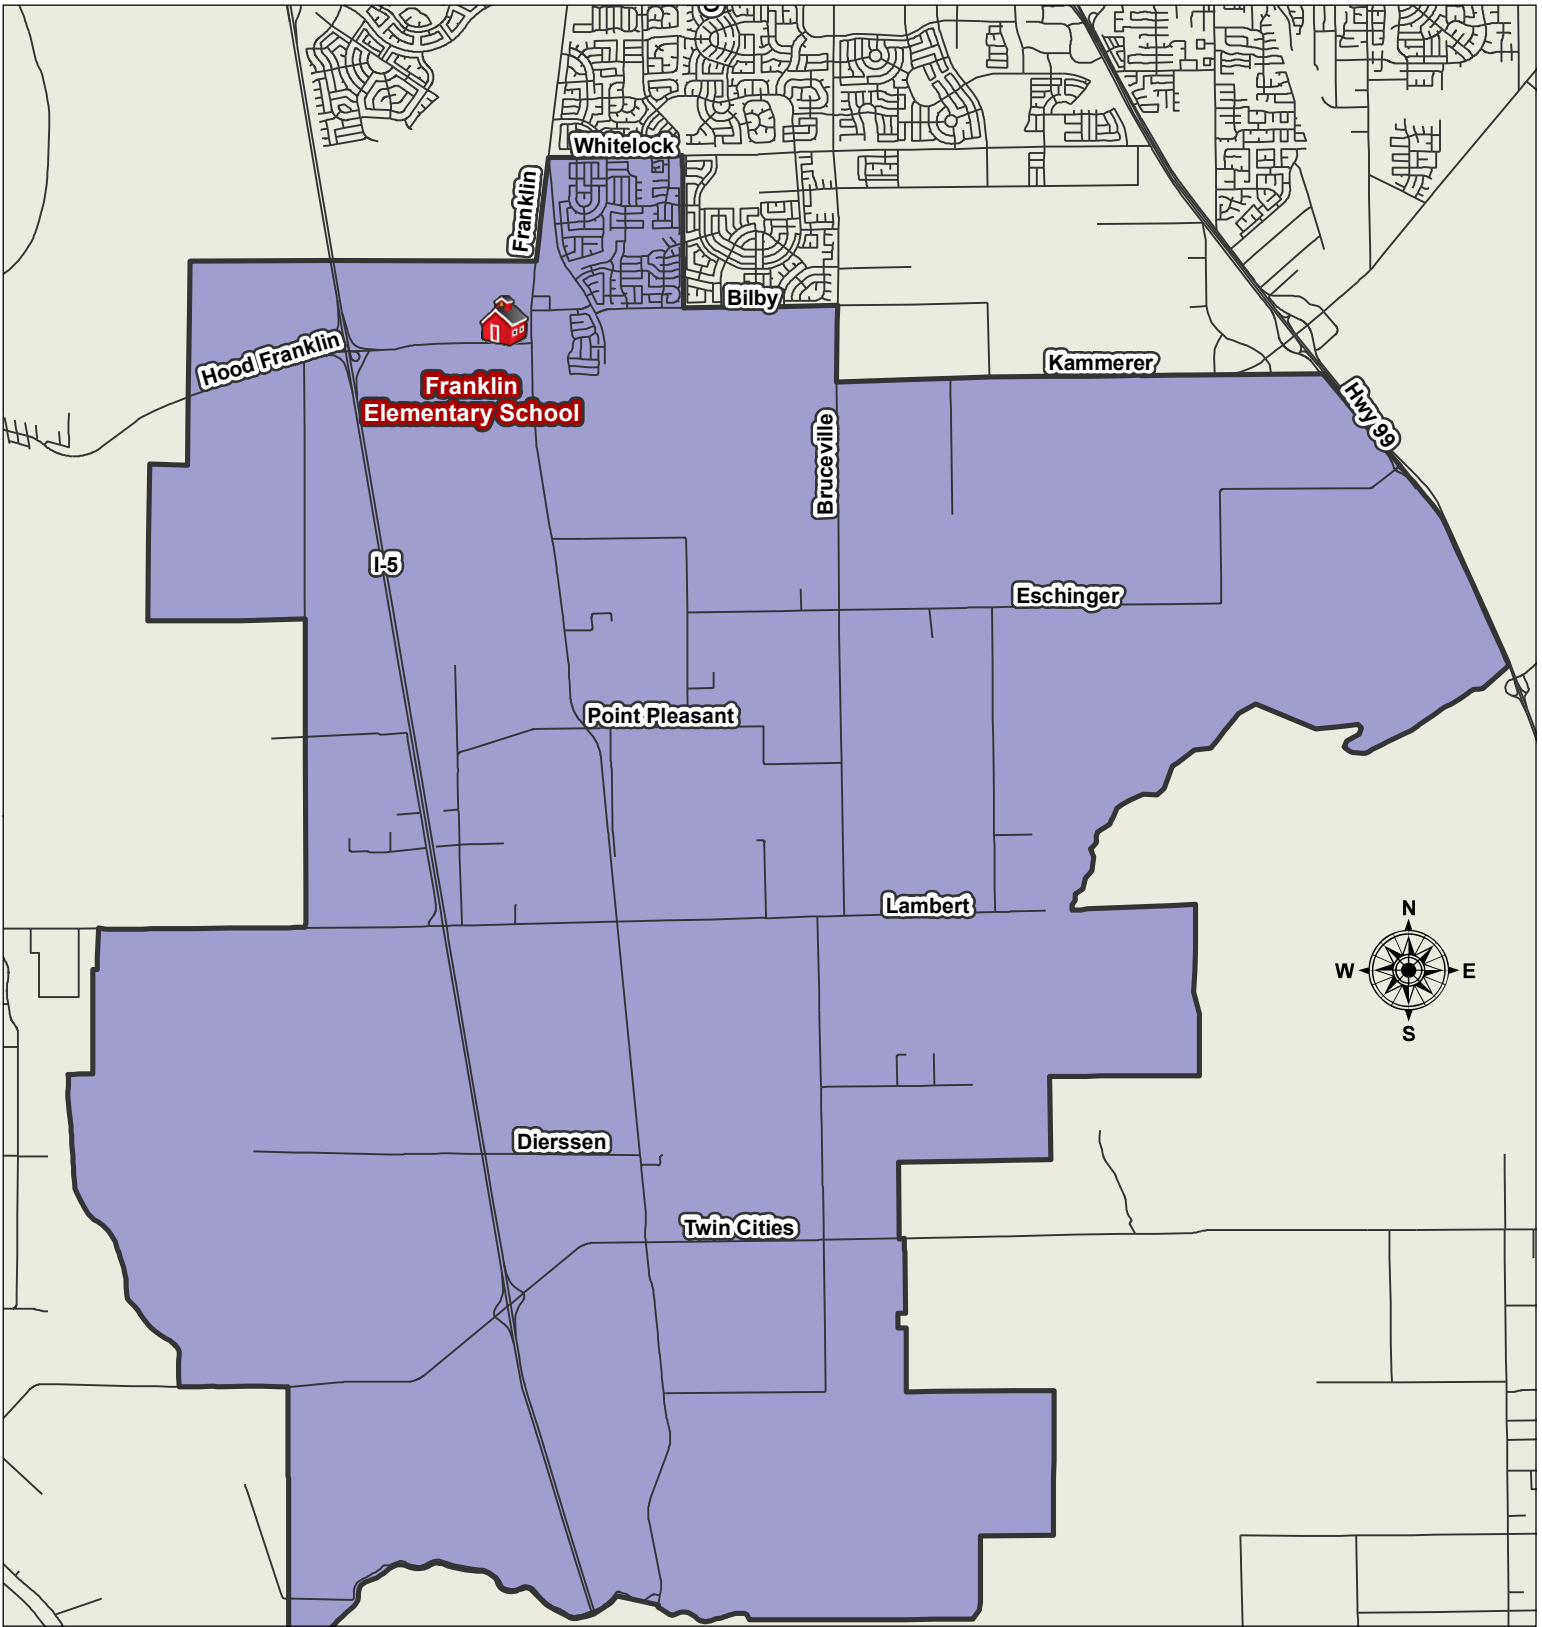 Whitelock
Franklin
Bilby
Hood Franklin
Kammerer
Franklin
Elementary School
Hwy 99
Bruceville
I-5
Eschinger
Point Pleasant
Lambert
N
W
E
S
Dierssen
Twin Cities